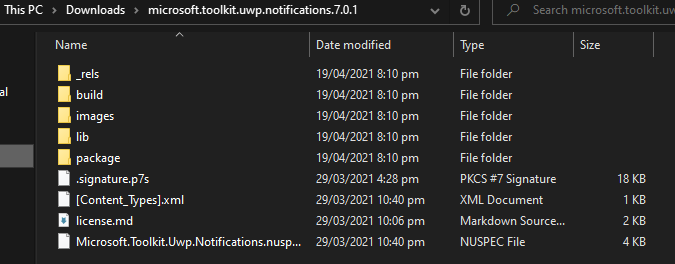 This PC > Downloads > microsoft.toolkit.uwp.notifications.7.0.1 Search microsoft.toolkit.uw
Name Date modified Type Size
_rels 19/04/2021 8:10 pm File folder
build 19/04/2021 8:10 pm File folder
images 19/04/2021 8:10 pm File folder
lib 19/04/2021 8:10 pm File folder
package 19/04/2021 8:10 pm File folder
.signature.p7s 29/03/2021 4:28 pm PKCS #7 Signature 18 KB
[Content_Types].xml 29/03/2021 10:40 pm XML Document 1 KB
license.md 29/03/2021 10:06 pm Markdown Source... 2 KB
Microsoft.Toolkit.Uwp.Notifications.nusp... 29/03/2021 10:40 pm NUSPEC File 4 KB
al